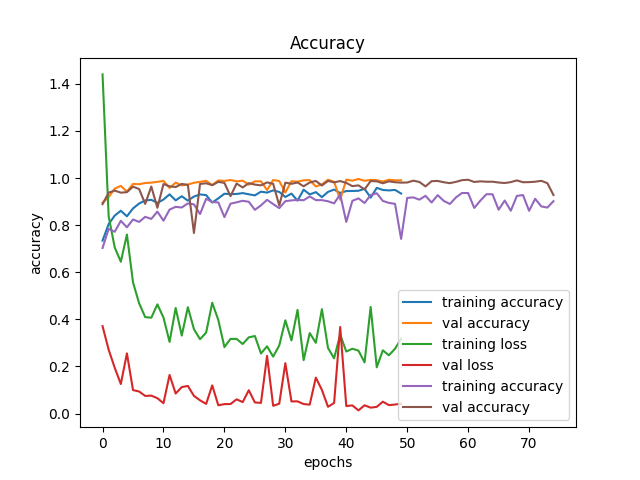 Accuracy
1.4
1.2
1.0
0.8
0.6
0.4
0.2
0.0
accuracy
training accuracy
val accuracy
training loss
val loss
training accuracy
val accuracy
0 10 20 30 40 50 60 70
epochs